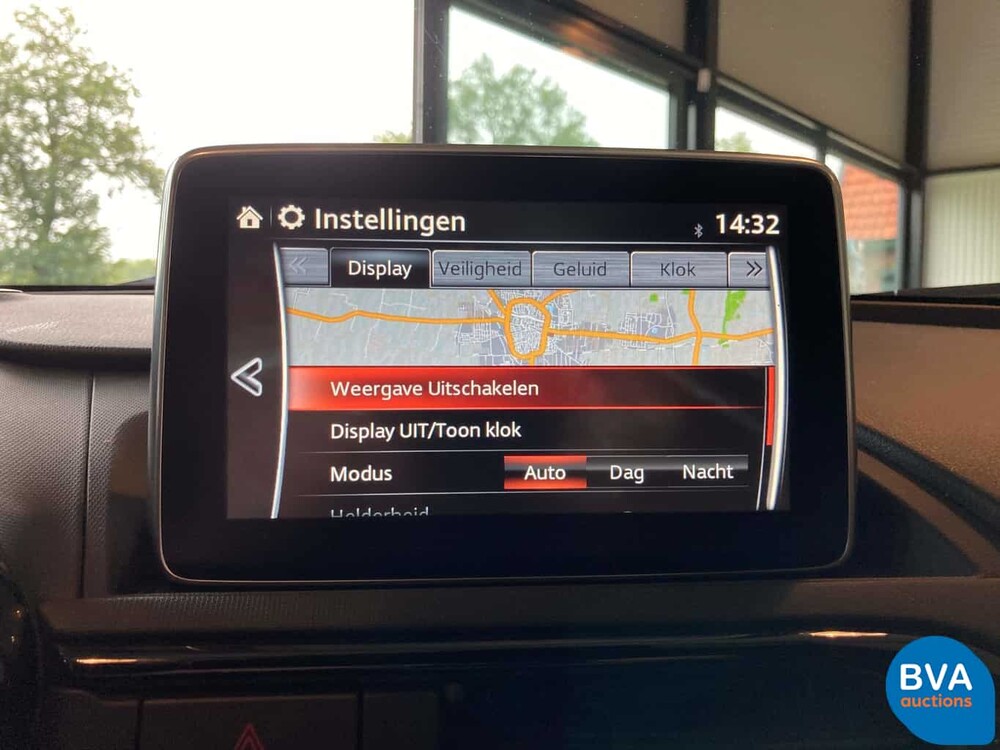 Instellingen
14:32
Display Veiligheid Geluid Klok
Weergave Uitschakelen
Display UIT/Toon klok
Modus Auto Dag Nacht
Helderheid
BVA
auctions